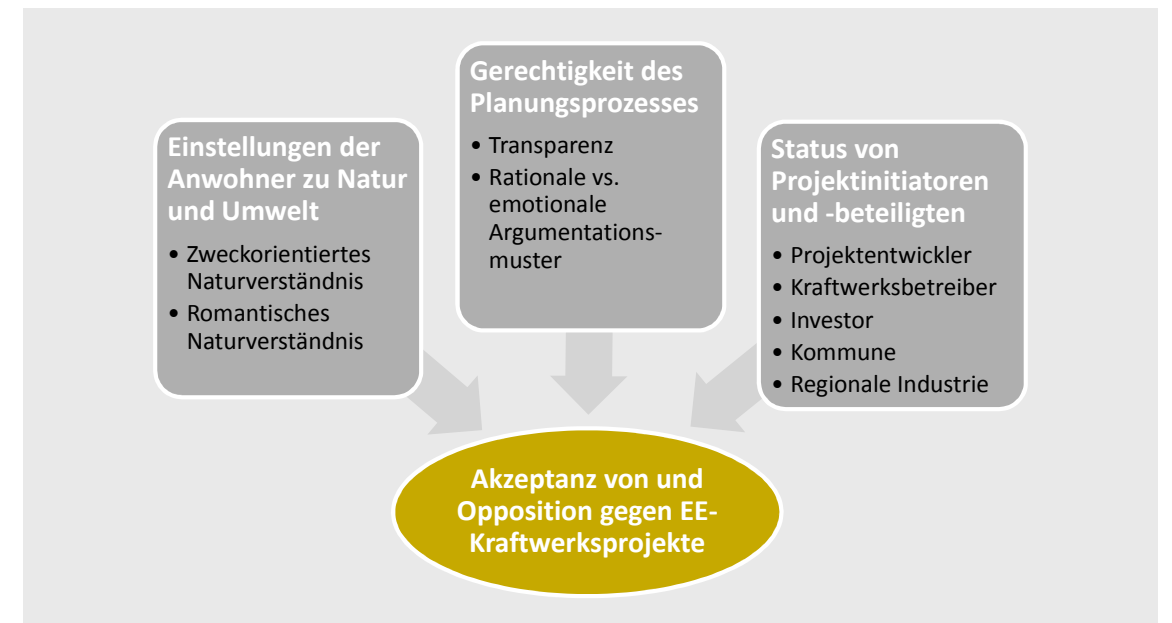 Einstellungen der
Anwohner zu Natur
und Umwelt
• Zweckorientiertes
Naturverständnis
• Romantisches
Naturverständnis
Gerechtigkeit des
Planungsprozesses
• Transparenz
• Rationale vs.
emotionale
Argumentations-
muster
Status von
Projektinitiatoren
und -beteiligten
• Projektentwickler
• Kraftwerksbetreiber
• Investor
• Kommune
• Regionale Industrie
Akzeptanz von und
Opposition gegen EE-
Kraftwerksprojekte